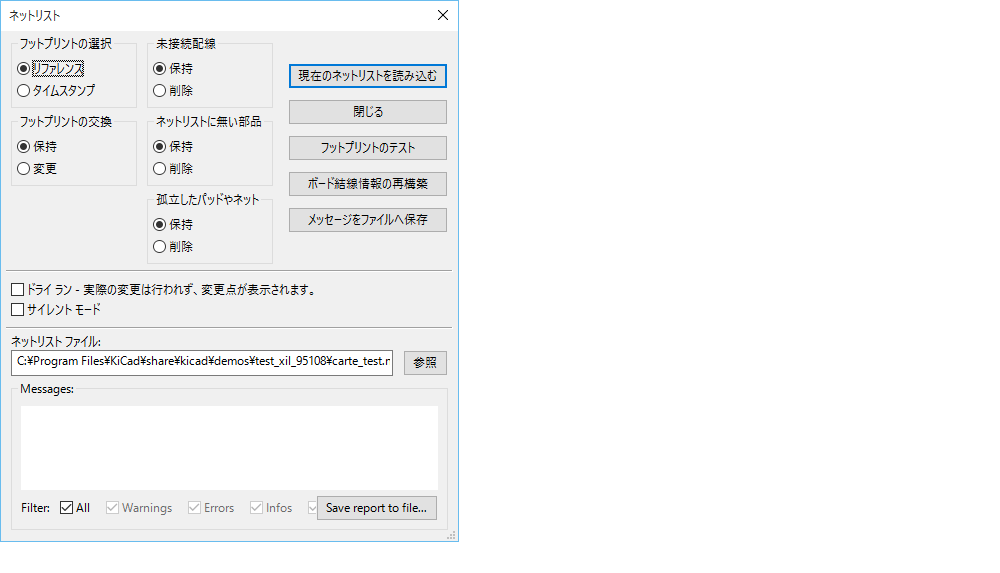 ネットリスト
フットプリントの選択
リファレンス
タイムスタンプ
フットプリントの交換
保持
変更
未接続配線
保持
削除
ネットリストに無い部品
保持
削除
孤立したパッドやネット
保持
削除
現在のネットリストを読み込む
閉じる
フットプリントのテスト
ボード結線情報の再構築
メッセージをファイルへ保存
ドライ ラン - 実際の変更は行われず、変更点が表示されます。
サイレント モード
ネットリスト ファイル:
C:¥Program Files¥KiCad¥share¥kicad¥demos¥test_xil_95108¥carte_test.n
参照
Messages:
Filter: All Warnings Errors Infos Save report to file...